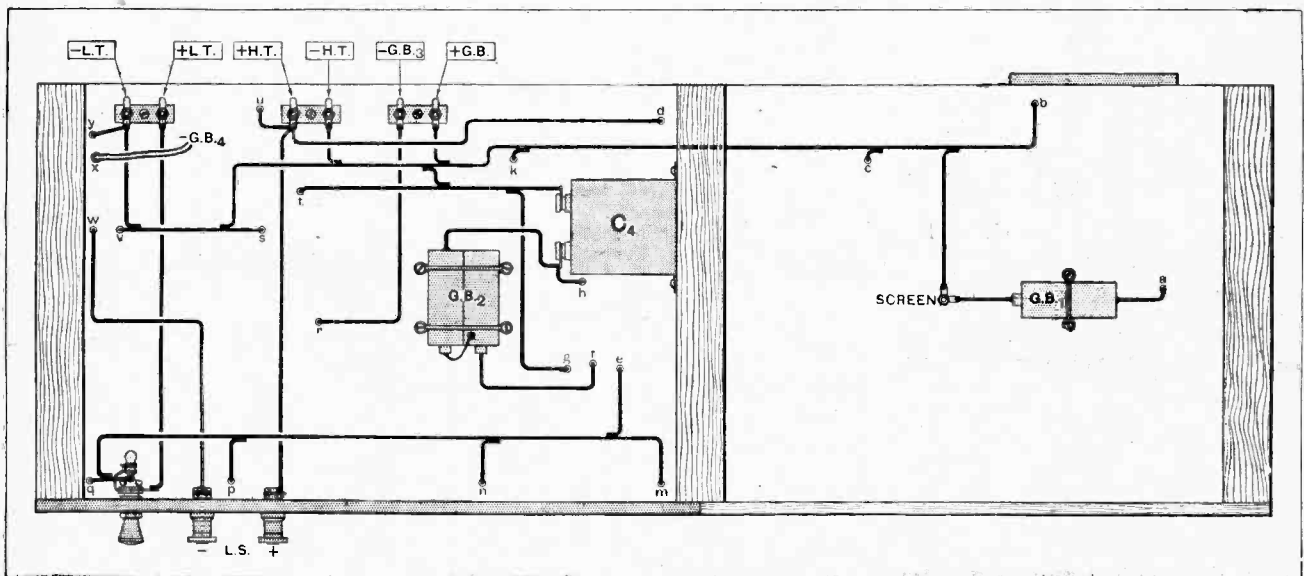 -L.T. +L.T. +H.T. -H.T. -G.B.3 +G.B.
u d b
y
-G.B.4
x k c
t
w v s C4
h
G.B.2 SCREEN G.B.1 a
r
g f e
q p n m
- L.S. +